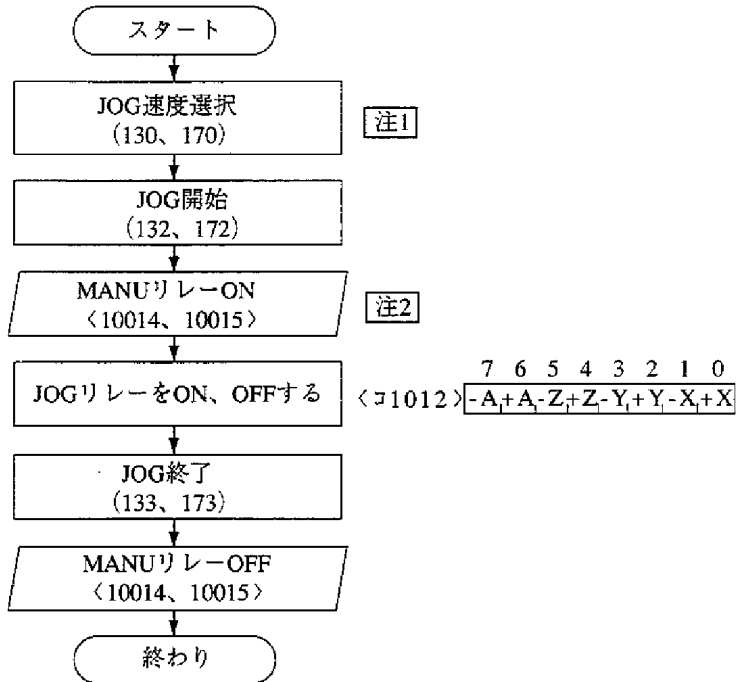 スタート
JOG速度選択
(130、170)
注1
JOG開始
(132、172)
MANUリレーON
〈10014、10015〉
注2
7 6 5 4 3 2 1 0
JOGリレーをON、OFFする 〈コ1012〉 -A,+A,-Z,+Z,-Y,+Y,-X,+X
JOG終了
(133、173)
MANUリレーOFF
〈10014、10015〉
終わり